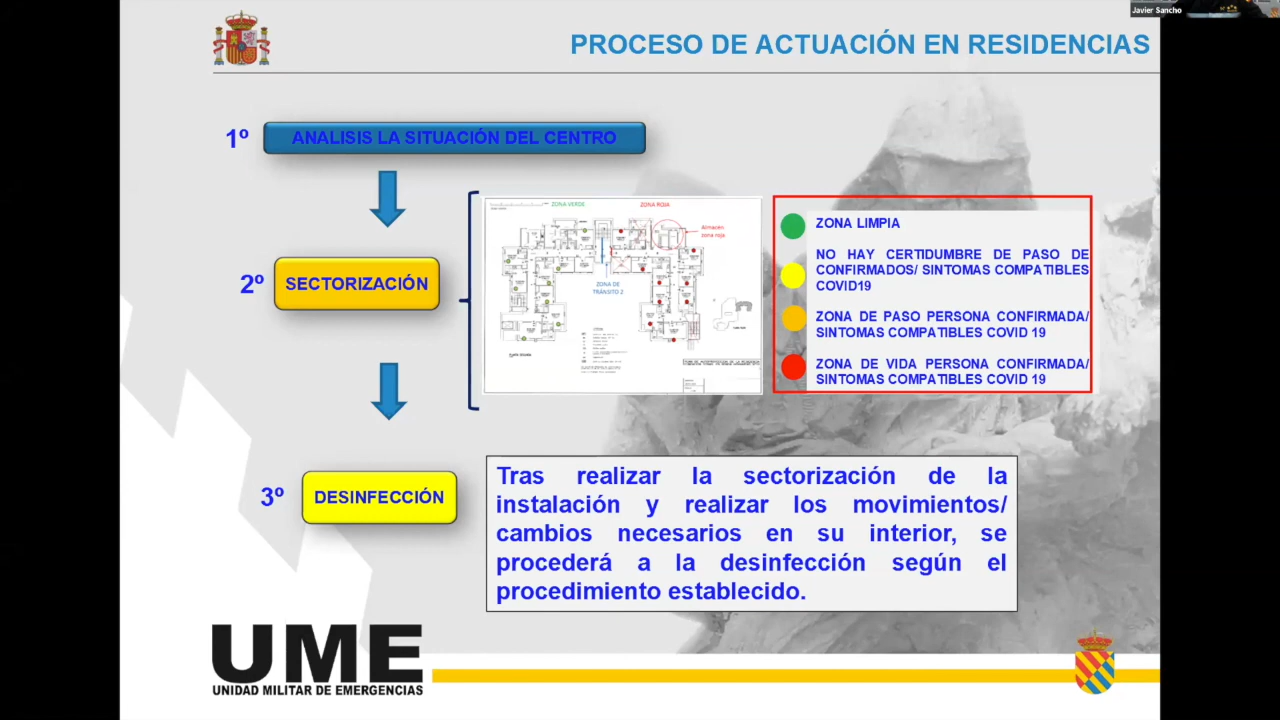 Javier Sancho
PROCESO DE ACTUACIÓN EN RESIDENCIAS
1º
ANALISIS LA SITUACIÓN DEL CENTRO
2º
SECTORIZACIÓN
ZONA VERDE
ZONA ROJA
Almacén
zona roja
ZONA DE
TRÁNSITO 2
ZONA LIMPIA
NO HAY CERTIDUMBRE DE PASO DE
CONFIRMADOS/ SINTOMAS COMPATIBLES
COVID19
ZONA DE PASO PERSONA CONFIRMADA/
SINTOMAS COMPATIBLES COVID 19
ZONA DE VIDA PERSONA CONFIRMADA/
SINTOMAS COMPATIBLES COVID 19
3º
DESINFECCIÓN
Tras realizar la sectorización de la
instalación y realizar los movimientos/
cambios necesarios en su interior, se
procederá a la desinfección según el
procedimiento establecido.
UME
UNIDAD MILITAR DE EMERGENCIAS